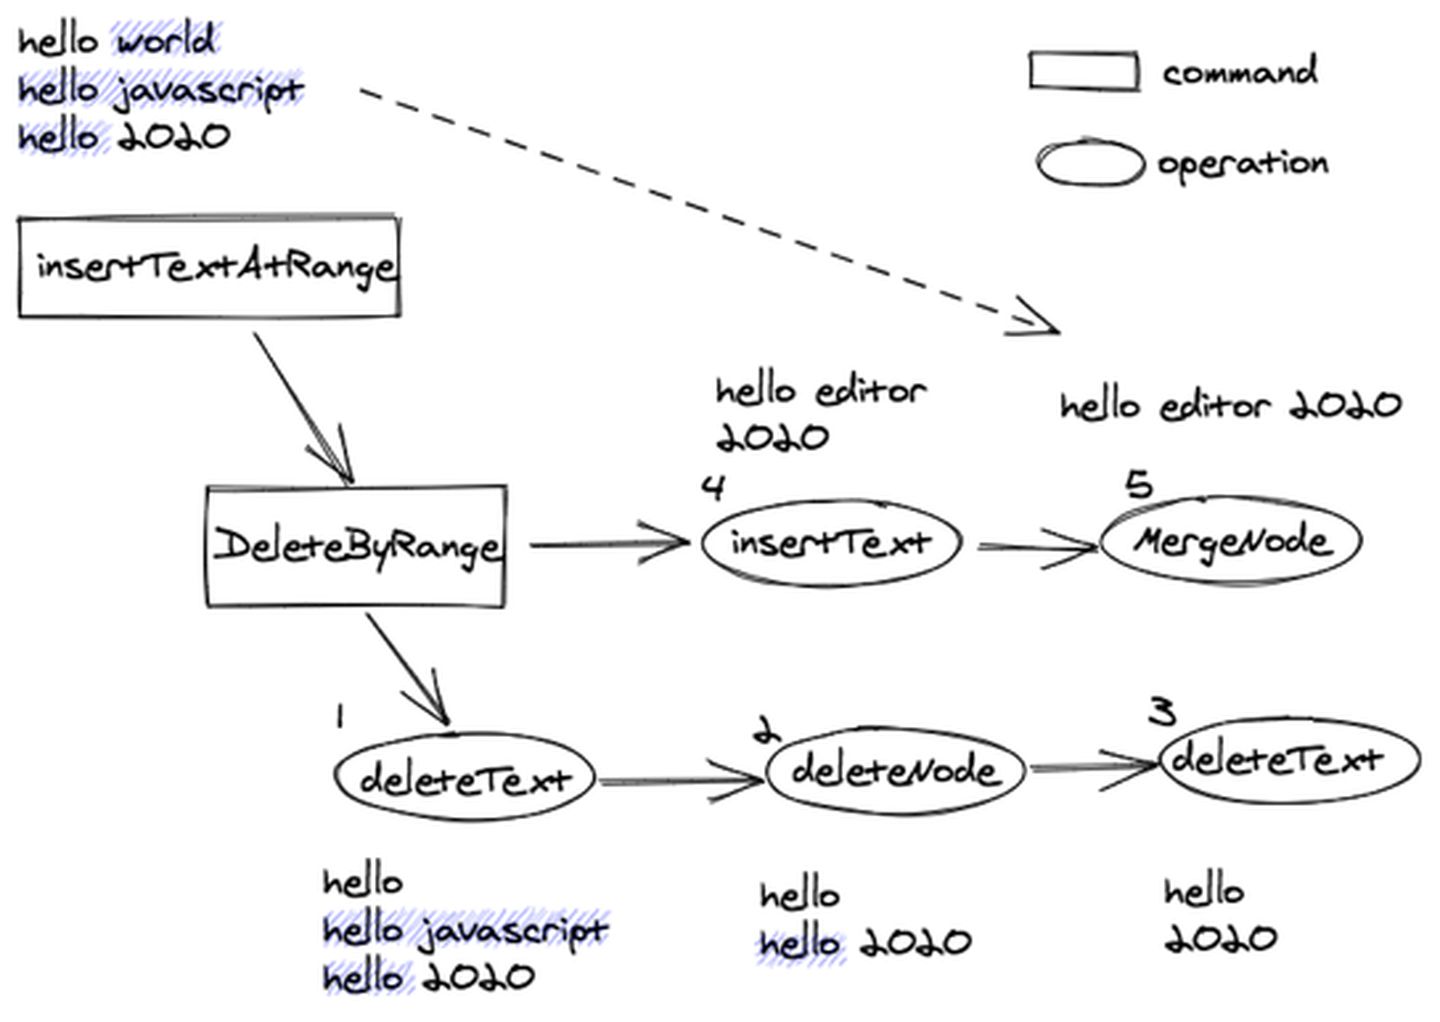 hello world
hello javascript
hello 2020
command
operation
insertTextAtRange
hello editor
2020
hello editor 2020
4
5
DeleteByRange
insertText
MergeNode
1
2
3
deleteText
deleteNode
deleteText
hello
hello javascript
hello 2020
hello
hello 2020
hello
2020